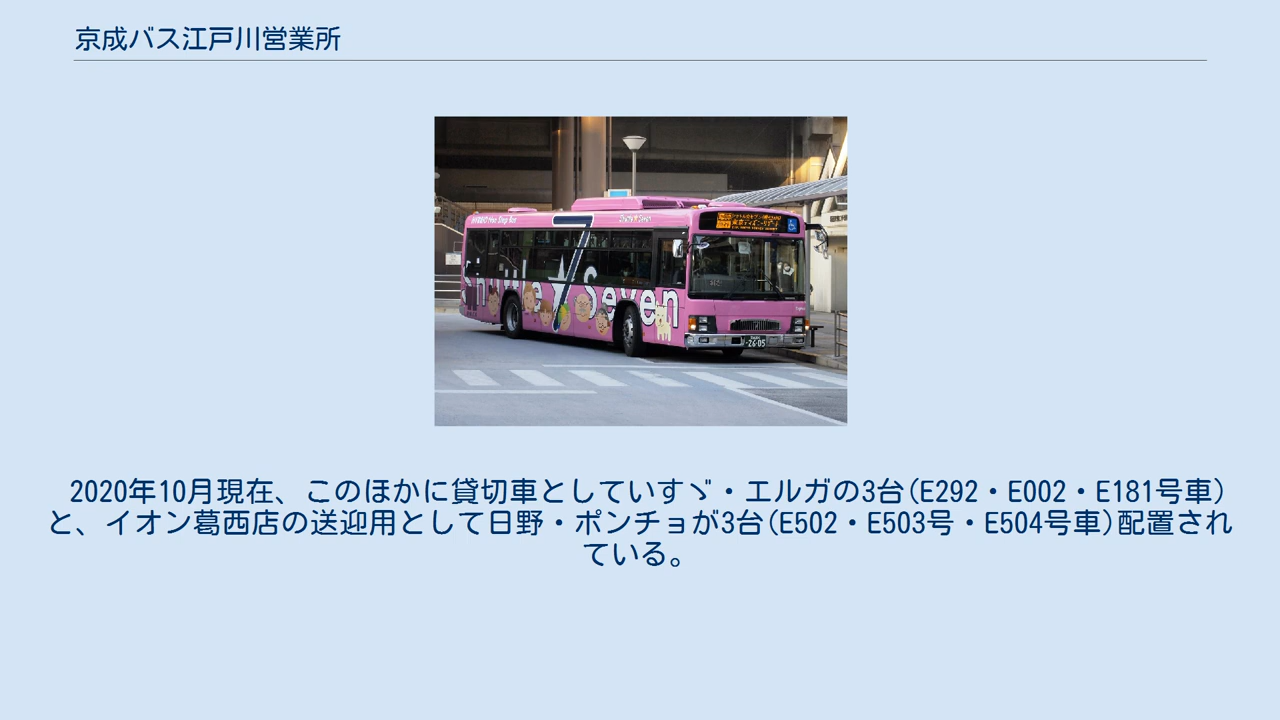 京成バス江戸川営業所
Shuttle 7 Seven
2605
2020年10月現在、このほかに貸切車としていすゞ・エルガの3台(E292・E002・E181号車)
と、イオン葛西店の送迎用として日野・ポンチョが3台(E502・E503号・E504号車)配置され
ている。